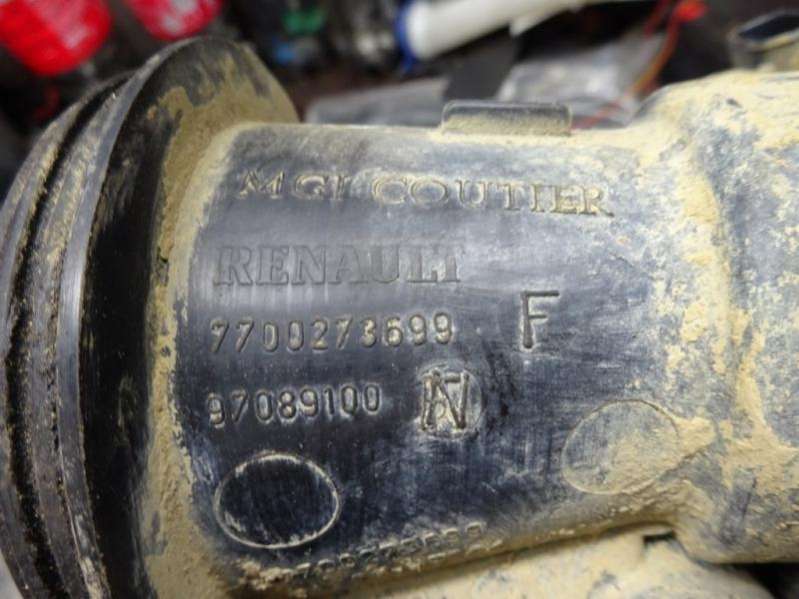 MGI COUTIER
RENAULT
7700273699 F
97089100 N